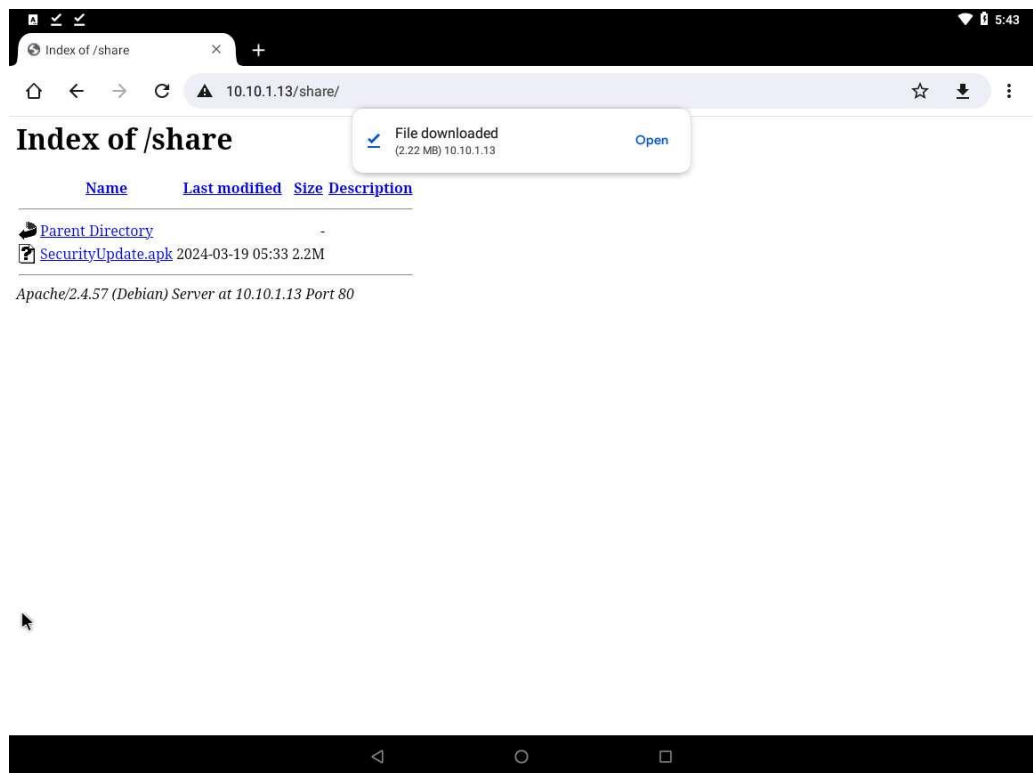 5:43
Index of /share
10.10.1.13/share/
Index of /share
File downloaded
(2.22 MB) 10.10.1.13
Open
Name Last modified Size Description
Parent Directory -
SecurityUpdate.apk 2024-03-19 05:33 2.2M
Apache/2.4.57 (Debian) Server at 10.10.1.13 Port 80